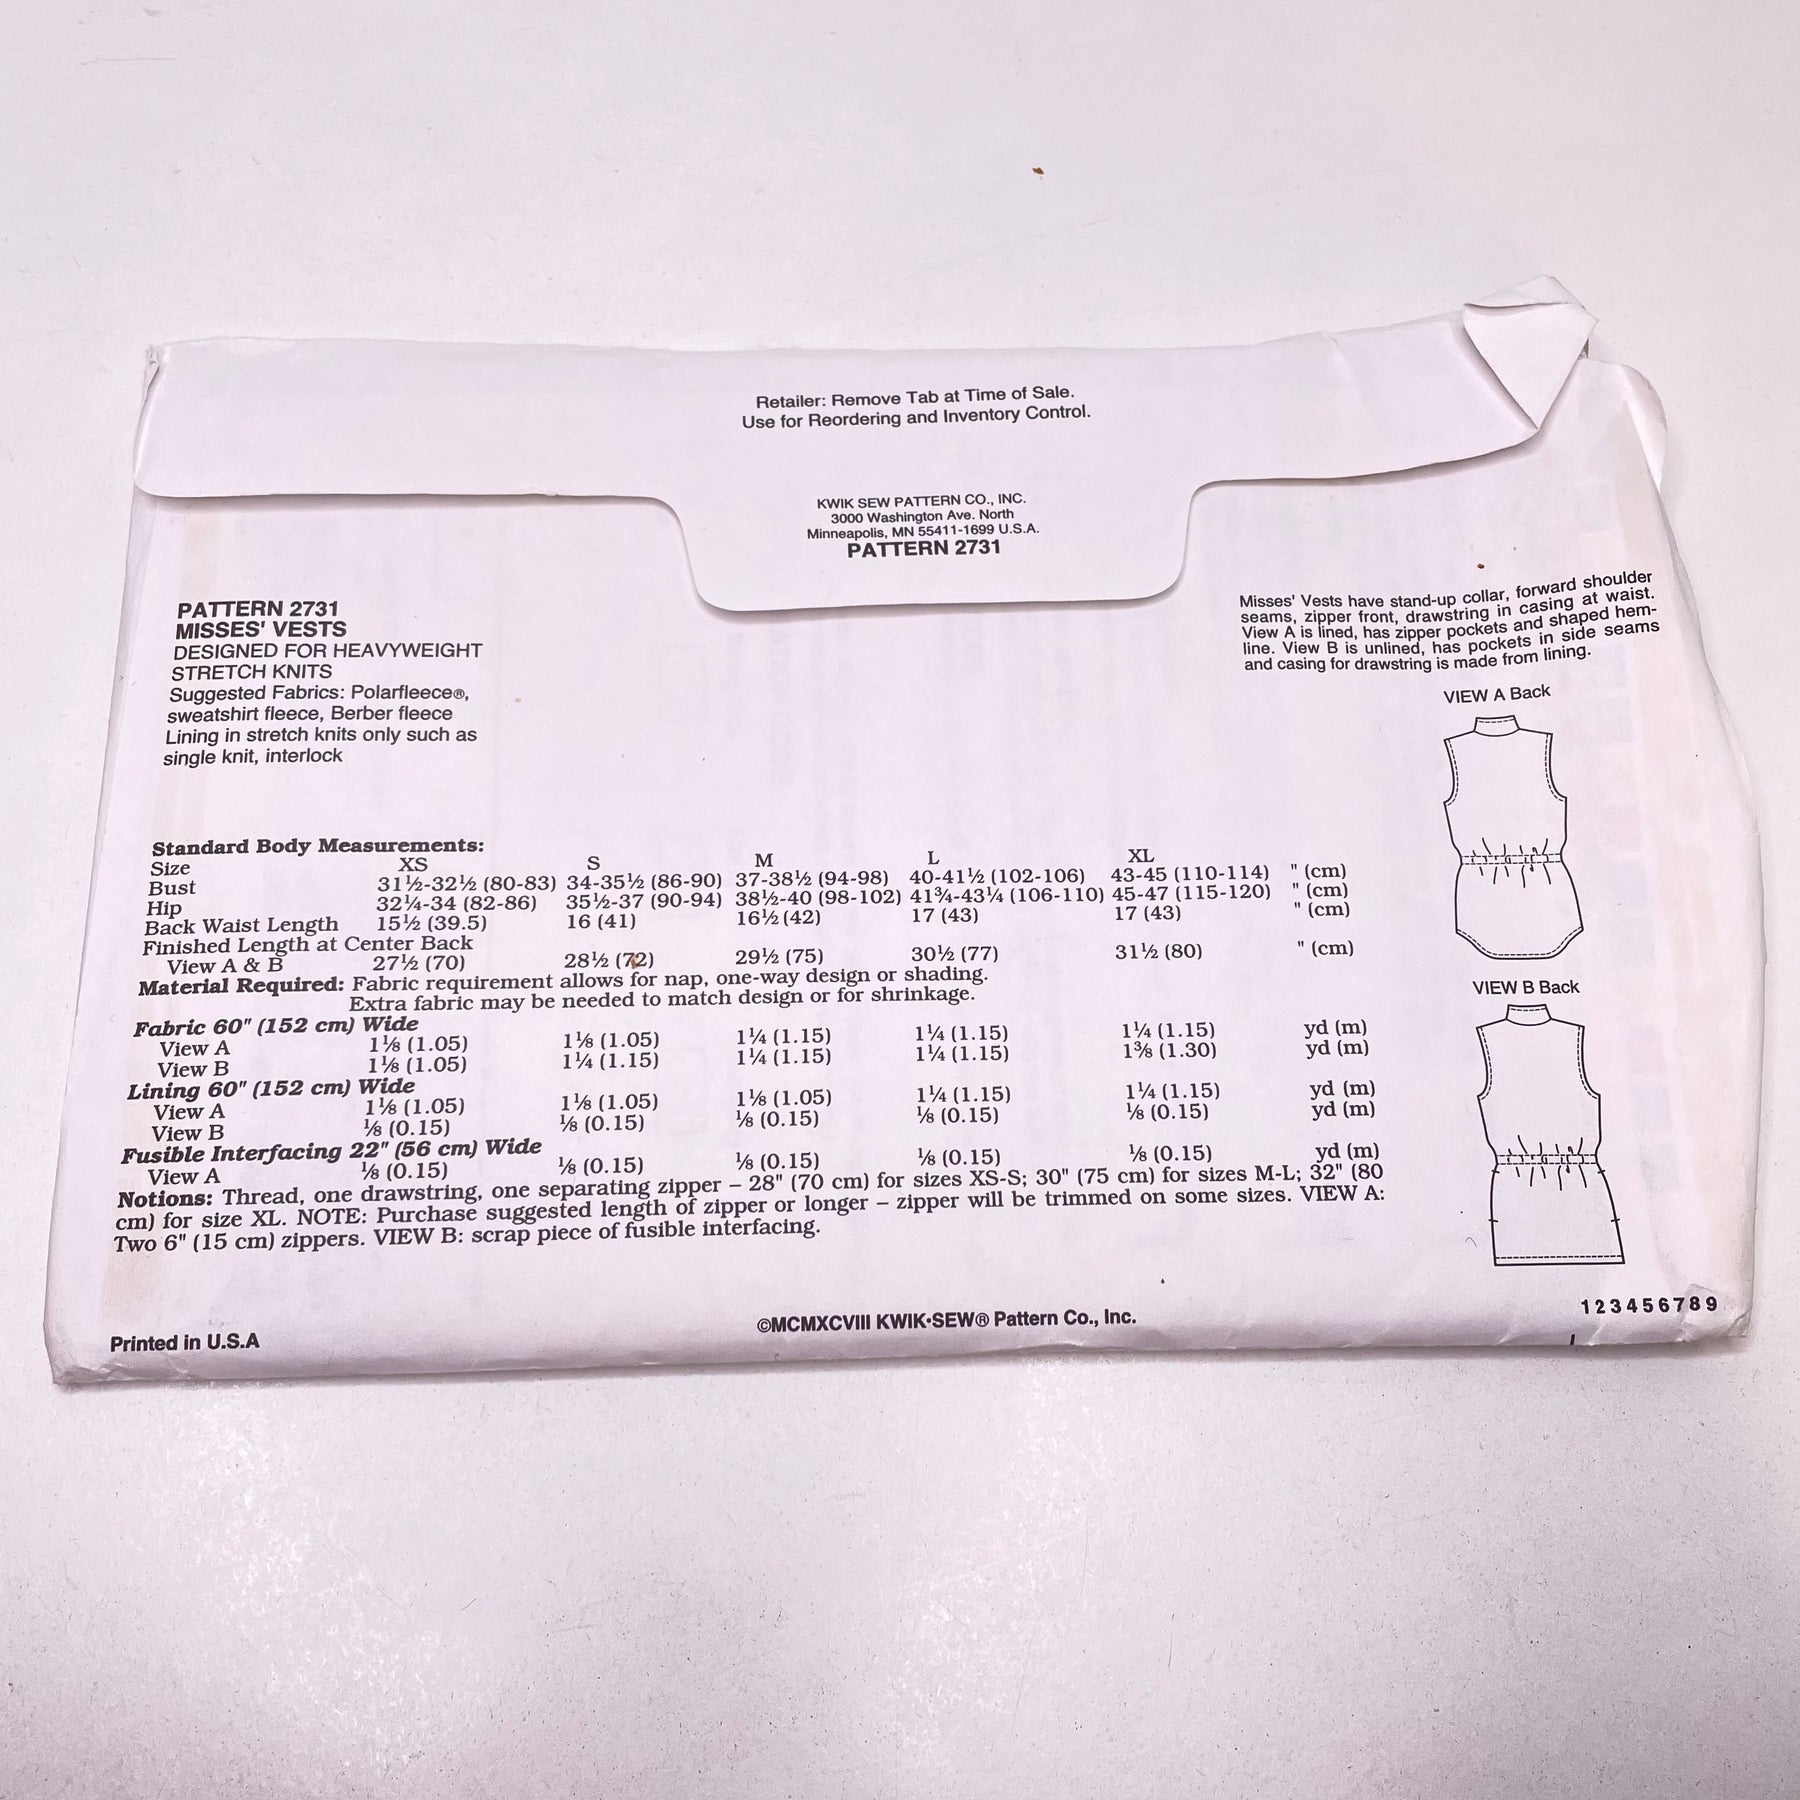 Retailer: Remove Tab at Time of Sale.
Use for Reordering and Inventory Control.
KWIK SEW PATTERN CO., INC.
3000 Washington Ave. North
Minneapolis, MN 55411-1699 U.S.A.
PATTERN 2731
PATTERN 2731
MISSES' VESTS
DESIGNED FOR HEAVYWEIGHT
STRETCH KNITS
Suggested Fabrics: Polarfleece®,
sweatshirt fleece, Berber fleece
Lining in stretch knits only such as
single knit, interlock
Misses' Vests have stand-up collar, forward shoulder
seams, zipper front, drawstring in casing at waist.
View A is lined, has zipper pockets and shaped hem-
line. View B is unlined, has pockets in side seams
and casing for drawstring is made from lining.
VIEW A Back
VIEW B Back
Standard Body Measurements:
Size XS S M L XL
Bust 31½-32½ (80-83) 34-35½ (86-90) 37-38½ (94-98) 40-41½ (102-106) 43-45 (110-114) " (cm)
Hip 32¼-34 (82-86) 35½-37 (90-94) 38½-40 (98-102) 41¾-43¼ (106-110) 45-47 (115-120) " (cm)
Back Waist Length 15½ (39.5) 16 (41) 16½ (42) 17 (43) 17 (43) " (cm)
Finished Length at Center Back
View A & B 27½ (70) 28½ (72) 29½ (75) 30½ (77) 31½ (80) " (cm)
Material Required: Fabric requirement allows for nap, one-way design or shading.
Extra fabric may be needed to match design or for shrinkage.
Fabric 60" (152 cm) Wide
View A 1⅛ (1.05) 1⅛ (1.05) 1¼ (1.15) 1¼ (1.15) 1¼ (1.15) yd (m)
View B 1⅛ (1.05) 1¼ (1.15) 1¼ (1.15) 1¼ (1.15) 1⅜ (1.30) yd (m)
Lining 60" (152 cm) Wide
View A 1⅛ (1.05) 1⅛ (1.05) 1⅛ (1.05) 1¼ (1.15) 1¼ (1.15) yd (m)
View B ⅛ (0.15) ⅛ (0.15) ⅛ (0.15) ⅛ (0.15) ⅛ (0.15) yd (m)
Fusible Interfacing 22" (56 cm) Wide
View A ⅛ (0.15) ⅛ (0.15) ⅛ (0.15) ⅛ (0.15) ⅛ (0.15) yd (m)
Notions: Thread, one drawstring, one separating zipper – 28" (70 cm) for sizes XS-S; 30" (75 cm) for sizes M-L; 32" (80
cm) for size XL. NOTE: Purchase suggested length of zipper or longer – zipper will be trimmed on some sizes. VIEW A:
Two 6" (15 cm) zippers. VIEW B: scrap piece of fusible interfacing.
Printed in U.S.A
©MCMXCVIII KWIK•SEW® Pattern Co., Inc.
1 2 3 4 5 6 7 8 9